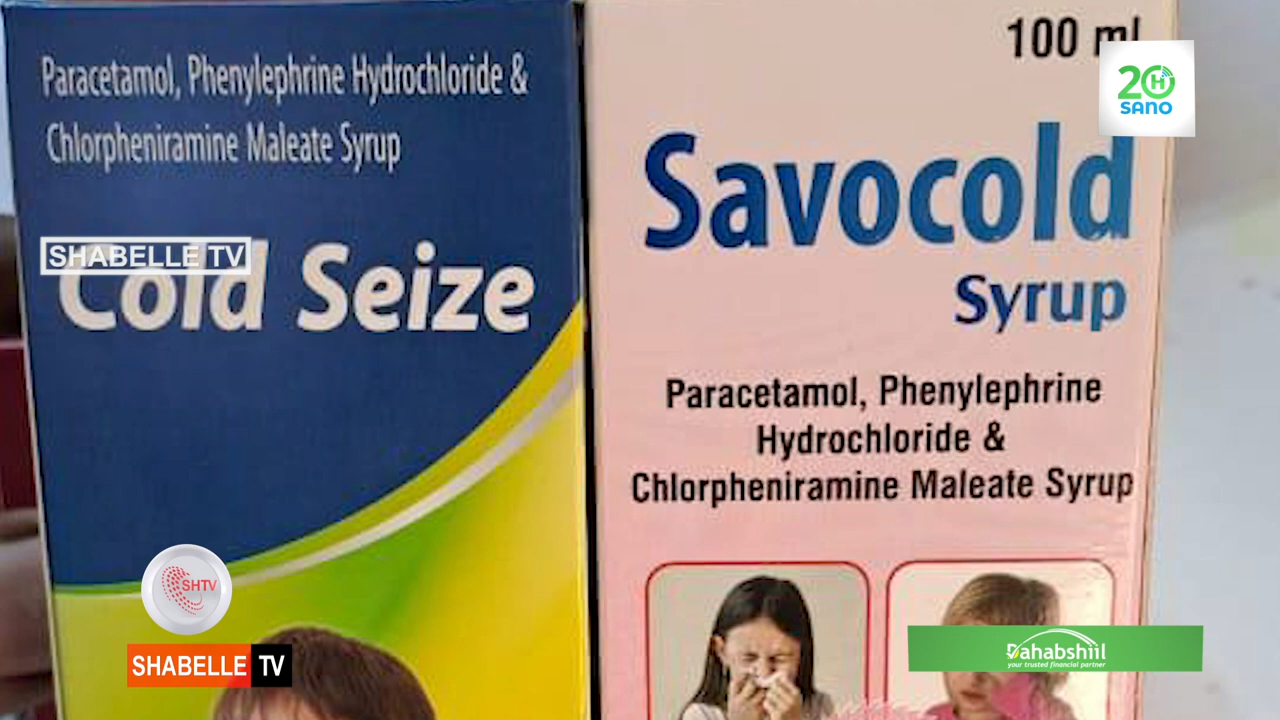 Paracetamol, Phenylephrine Hydrochloride &
Chlorpheniramine Maleate Syrup
SHABELLE TV
Cold Seize
100 ml
Savocold
Syrup
Paracetamol, Phenylephrine
Hydrochloride &
Chlorpheniramine Maleate Syrup
20
SANO
SHTV
SHABELLE TV
Dahabshiil
your trusted financial partner